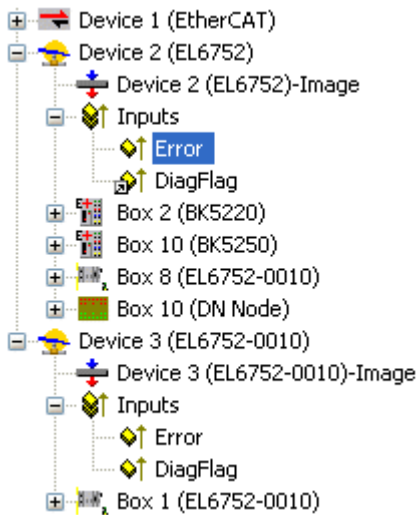 Device 1 (EtherCAT)
Device 2 (EL6752)
Device 2 (EL6752)-Image
Inputs
Error
DiagFlag
Box 2 (BK5220)
Box 10 (BK5250)
Box 8 (EL6752-0010)
Box 10 (DN Node)
Device 3 (EL6752-0010)
Device 3 (EL6752-0010)-Image
Inputs
Error
DiagFlag
Box 1 (EL6752-0010)